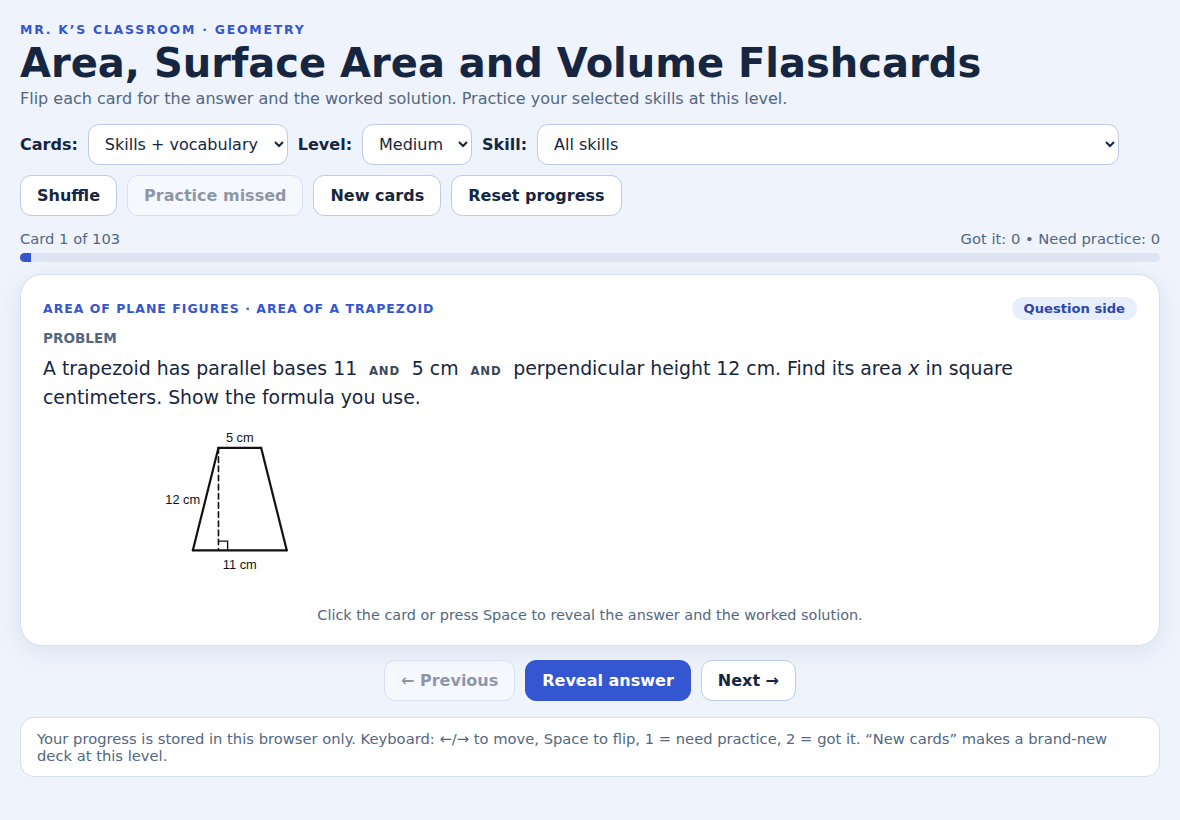 MR. K’S CLASSROOM · GEOMETRY
Area, Surface Area and Volume Flashcards
Flip each card for the answer and the worked solution. Practice your selected skills at this level.
Cards: Skills + vocabulary Level: Medium Skill: All skills
Shuffle Practice missed New cards Reset progress
Card 1 of 103 Got it: 0 • Need practice: 0
AREA OF PLANE FIGURES · AREA OF A TRAPEZOID Question side
PROBLEM
A trapezoid has parallel bases 11 AND 5 cm AND perpendicular height 12 cm. Find its area x in square
centimeters. Show the formula you use.
5 cm
12 cm
11 cm
Click the card or press Space to reveal the answer and the worked solution.
← Previous Reveal answer Next →
Your progress is stored in this browser only. Keyboard: ←/→ to move, Space to flip, 1 = need practice, 2 = got it. “New cards” makes a brand-new
deck at this level.